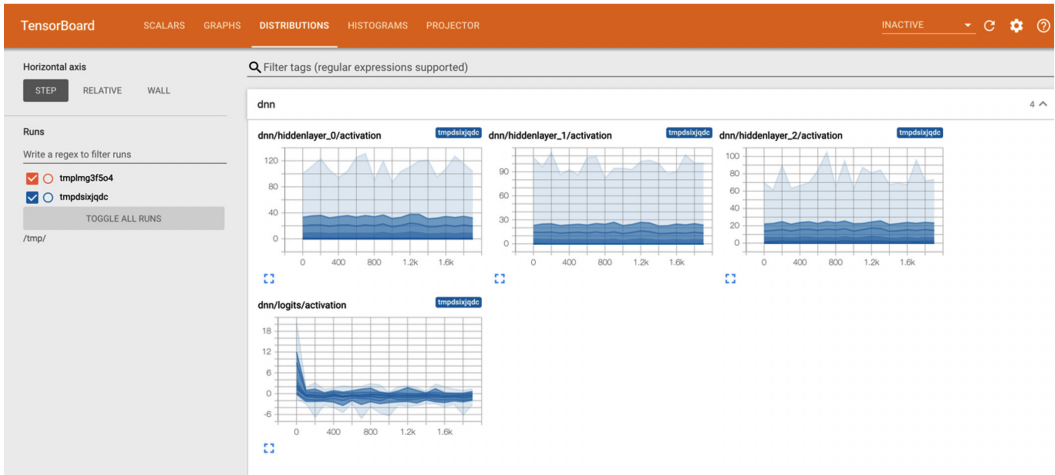 TensorBoard SCALARS GRAPHS DISTRIBUTIONS HISTOGRAMS PROJECTOR INACTIVE
Horizontal axis
STEP RELATIVE WALL
Runs
Write a regex to filter runs
tmplmg3f5o4
tmpdsixjqdc
TOGGLE ALL RUNS
/tmp/
Filter tags (regular expressions supported)
dnn 4
dnn/hiddenlayer_0/activation tmpdsixjqdc
120
80
40
0
0 400 800 1.2k 1.6k
dnn/hiddenlayer_1/activation tmpdsixjqdc
90
60
30
0
0 400 800 1.2k 1.6k
dnn/hiddenlayer_2/activation tmpdsixjqdc
100
80
60
40
20
0
0 400 800 1.2k 1.6k
dnn/logits/activation tmpdsixjqdc
18
12
6
0
-6
0 400 800 1.2k 1.6k